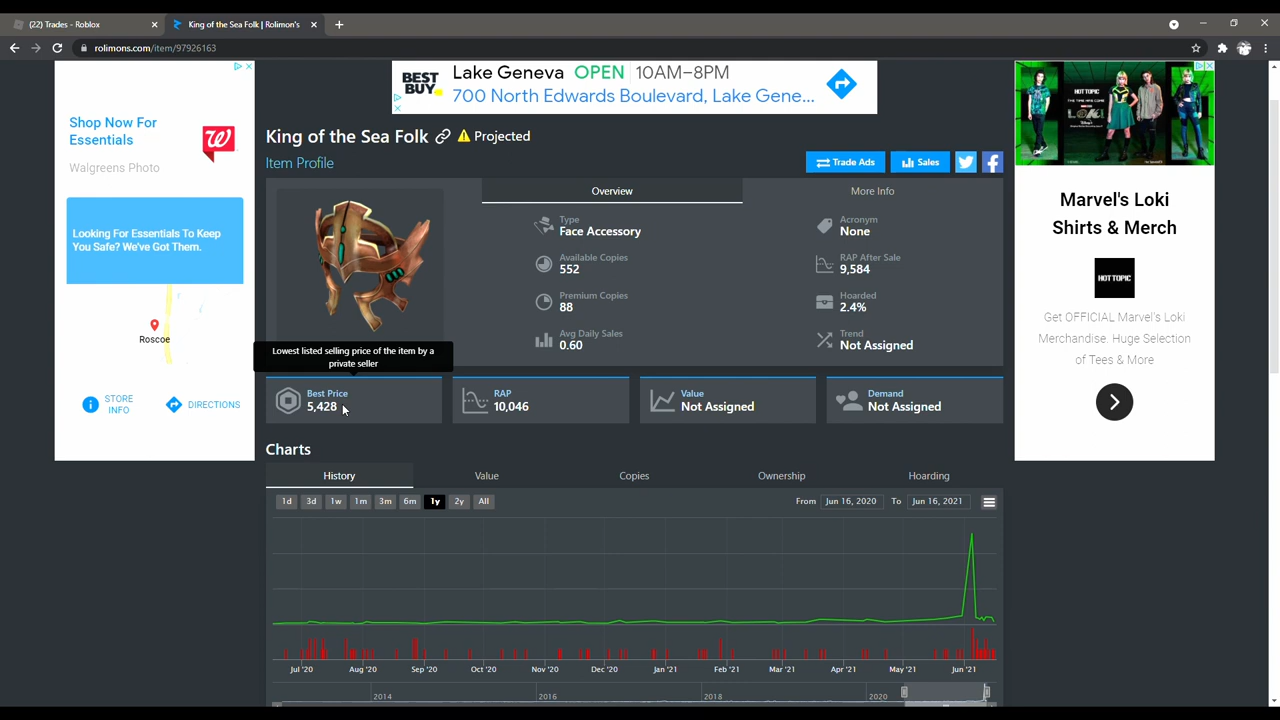 (22) Trades - Roblox
King of the Sea Folk | Rolimon's
rolimons.com/item/97926163
Shop Now For
Essentials
Walgreens Photo
Looking For Essentials To Keep
You Safe? We've Got Them.
Roscoe
STORE
INFO
DIRECTIONS
BEST
BUY
Lake Geneva OPEN 10AM–8PM
700 North Edwards Boulevard, Lake Gene...
King of the Sea Folk Projected
Item Profile
Trade Ads
Sales
Overview
More Info
Type
Face Accessory
Acronym
None
Available Copies
552
RAP After Sale
9,584
Premium Copies
88
Hoarded
2.4%
Avg Daily Sales
0.60
Trend
Not Assigned
Lowest listed selling price of the item by a
private seller
Best Price
5,428
RAP
10,046
Value
Not Assigned
Demand
Not Assigned
Charts
History
Value
Copies
Ownership
Hoarding
1d 3d 1w 1m 3m 6m 1y 2y All
From Jun 16, 2020 To Jun 16, 2021
Jul '20 Aug '20 Sep '20 Oct '20 Nov '20 Dec '20 Jan '21 Feb '21 Mar '21 Apr '21 May '21 Jun '21
2014 2016 2018 2020
HOT TOPIC
LOKI
Marvel's Loki
Shirts & Merch
HOT TOPIC
Get OFFICIAL Marvel's Loki
Merchandise. Huge Selection
of Tees & More